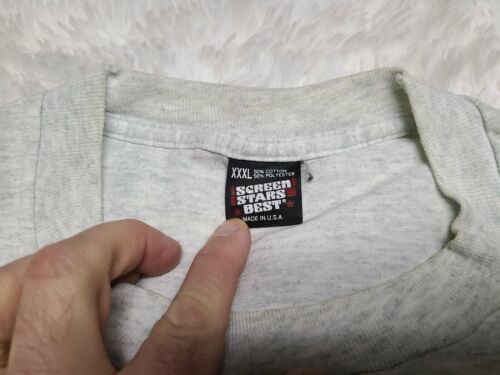 XXXL 50% COTTON
50% POLYESTER
SCREEN
STARS
BEST
MADE IN U.S.A.